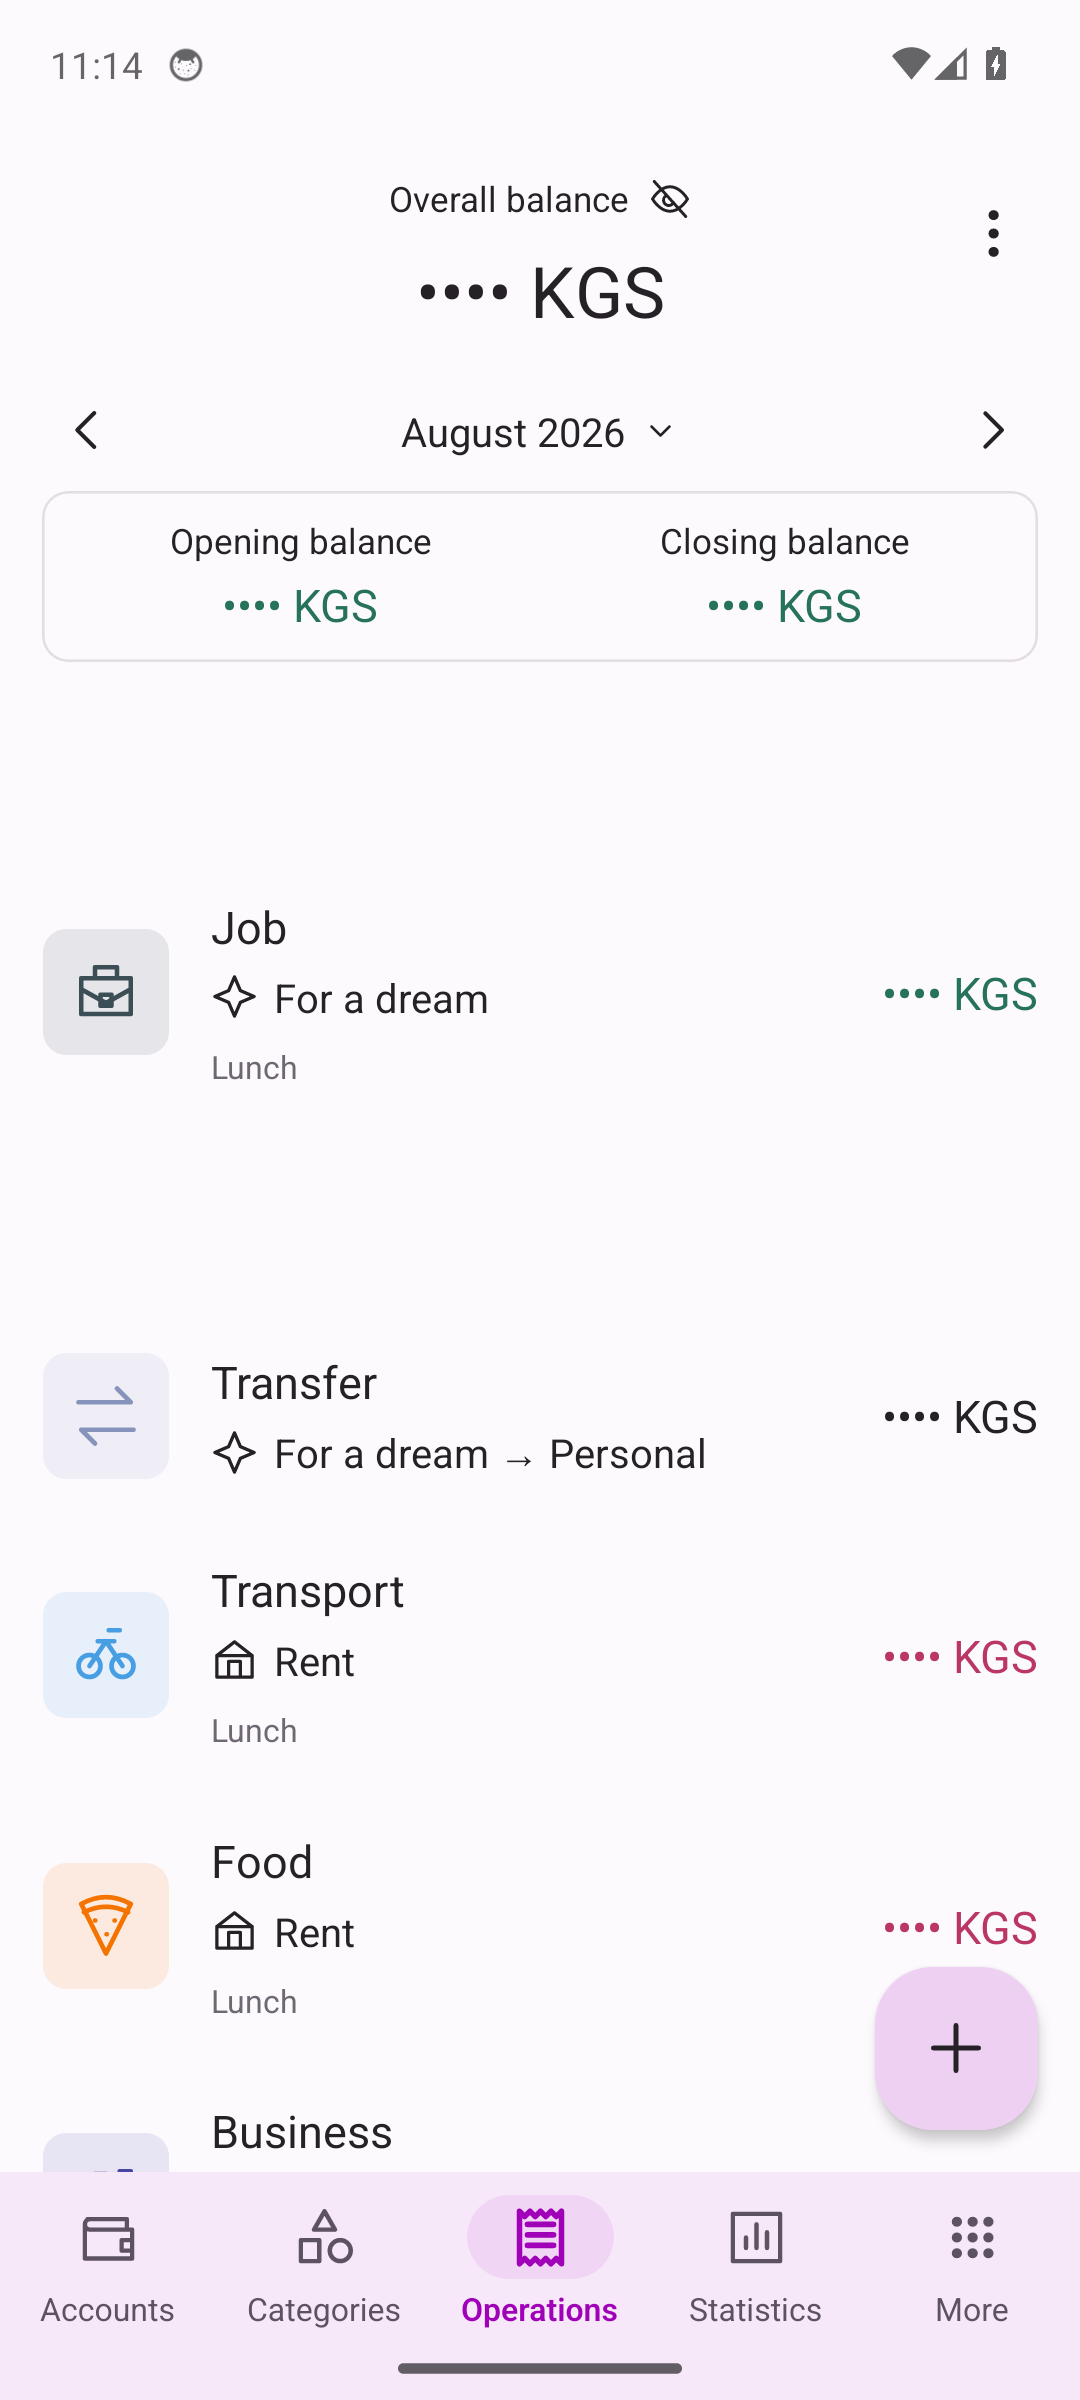 11:14
Overall balance
•••• KGS
August 2026
Opening balance
Closing balance
•••• KGS
•••• KGS
Job
For a dream
•••• KGS
Lunch
Transfer
•••• KGS
For a dream → Personal
Transport
Rent
•••• KGS
Lunch
Food
Rent
•••• KGS
Lunch
Business
Accounts
Categories
Operations
Statistics
More